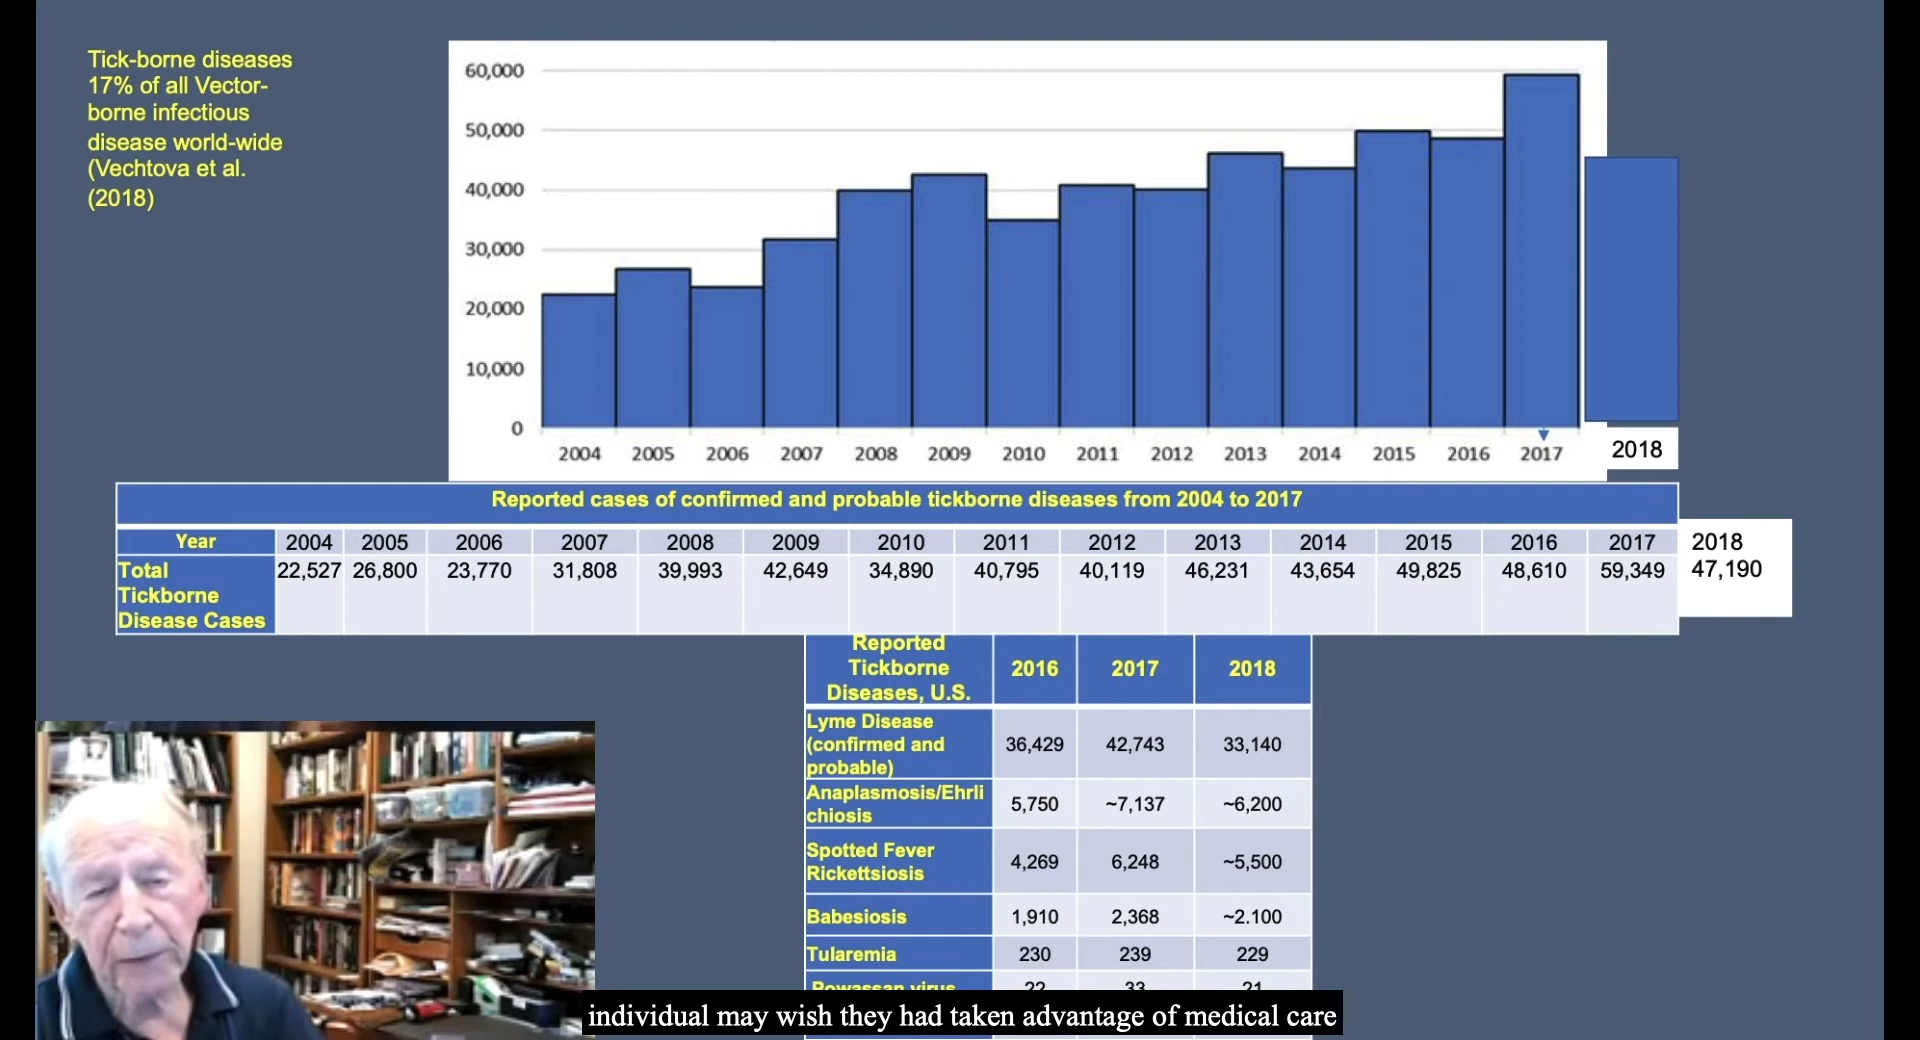 Tick-borne diseases
17% of all Vector-
borne infectious
disease world-wide
(Vechtova et al.
(2018)
60,000
50,000
40,000
30,000
20,000
10,000
0
2004 2005 2006 2007 2008 2009 2010 2011 2012 2013 2014 2015 2016 2017 2018
Reported cases of confirmed and probable tickborne diseases from 2004 to 2017
Year 2004 2005 2006 2007 2008 2009 2010 2011 2012 2013 2014 2015 2016 2017 2018
Total 22,527 26,800 23,770 31,808 39,993 42,649 34,890 40,795 40,119 46,231 43,654 49,825 48,610 59,349 47,190
Tickborne
Disease Cases
Reported
Tickborne 2016 2017 2018
Diseases, U.S.
Lyme Disease
(confirmed and 36,429 42,743 33,140
probable)
Anaplasmosis/Ehrli 5,750 ~7,137 ~6,200
chiosis
Spotted Fever 4,269 6,248 ~5,500
Rickettsiosis
Babesiosis 1,910 2,368 ~2.100
Tularemia 230 239 229
Powassan virus 22 33 21
individual may wish they had taken advantage of medical care